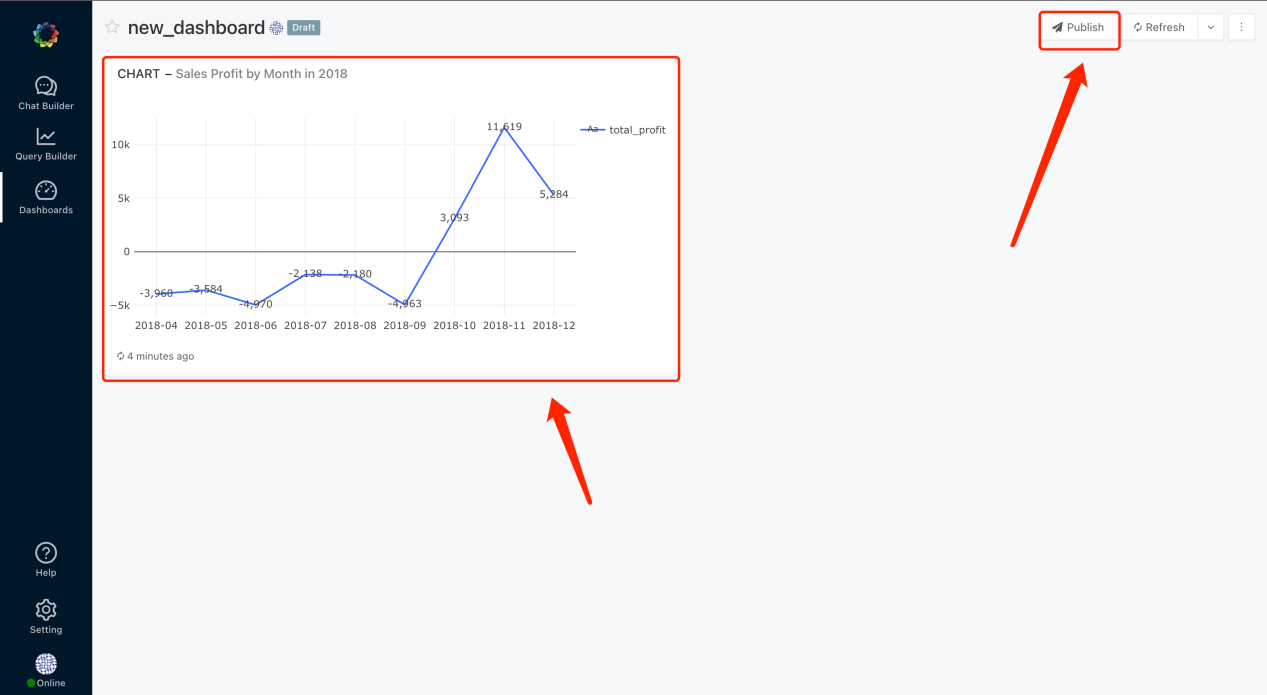 new_dashboard Draft
Publish
Refresh
Chat Builder
Query Builder
Dashboards
CHART – Sales Profit by Month in 2018
Aa total_profit
10k
5k
0
−5k
-3,960
-3,584
-4,970
-2,138
-2,180
-4,963
3,093
11,619
5,284
2018-04 2018-05 2018-06 2018-07 2018-08 2018-09 2018-10 2018-11 2018-12
4 minutes ago
?
Help
Setting
Online